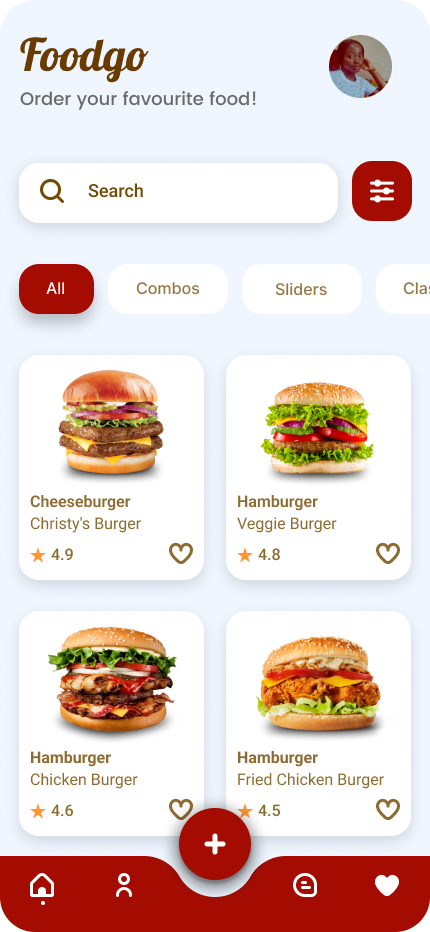 Foodgo
Order your favourite food!
Search
All
Combos
Sliders
Cla
Cheeseburger
Christy's Burger
4.9
Hamburger
Veggie Burger
4.8
Hamburger
Chicken Burger
4.6
Hamburger
Fried Chicken Burger
4.5